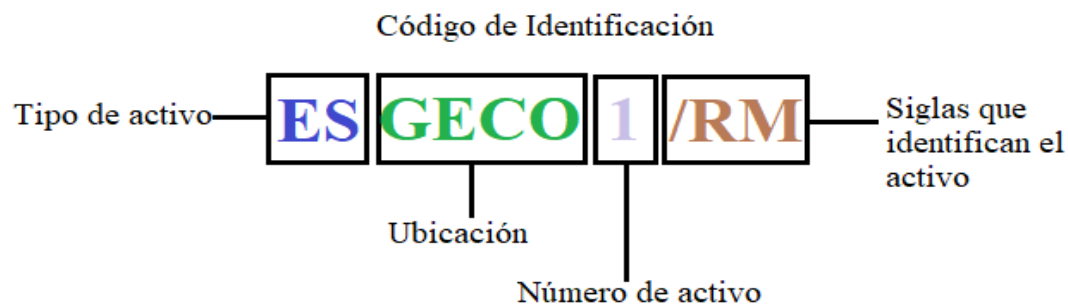 Código de Identificación
Tipo de activo
ES GECO 1 /RM
Siglas que
identifican el
activo
Ubicación
Número de activo